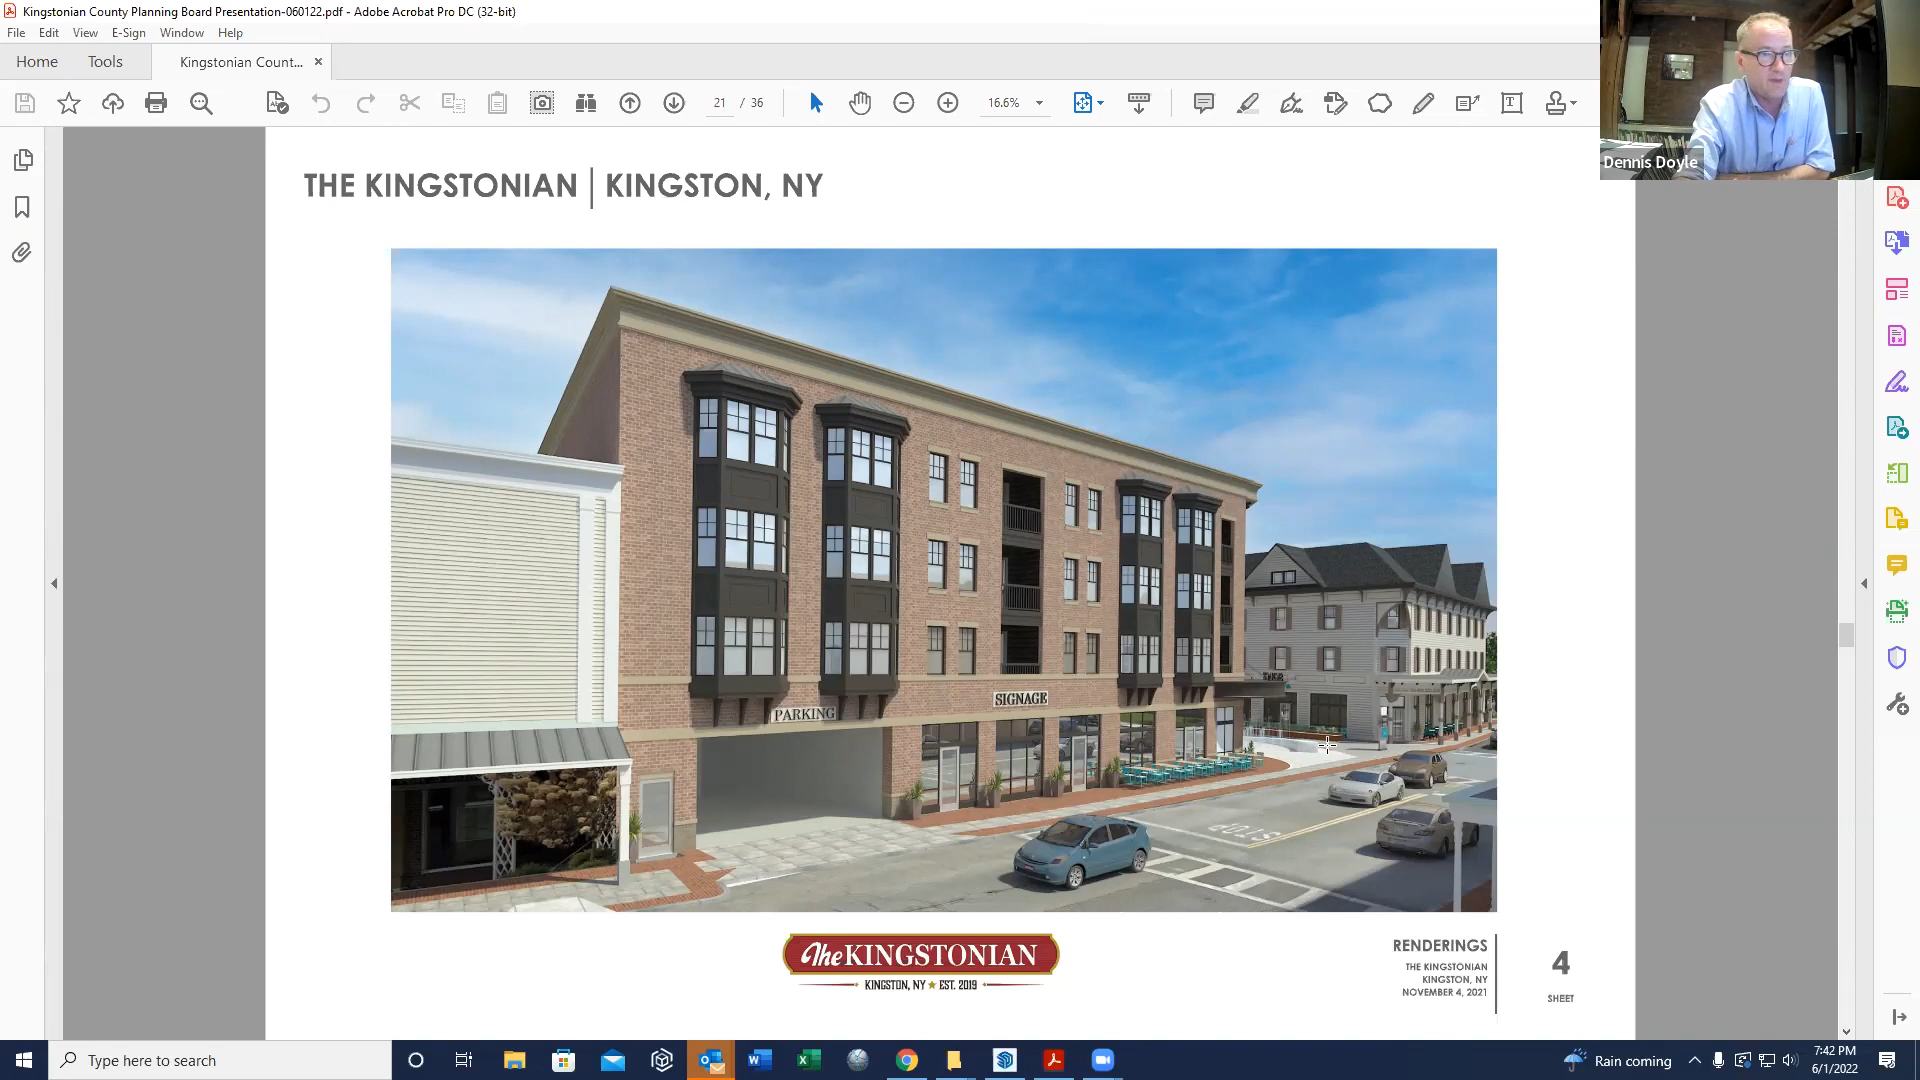 Kingstonian County Planning Board Presentation-060122.pdf - Adobe Acrobat Pro DC (32-bit)
File Edit View E-Sign Window Help
Home Tools Kingstonian Count... ×
21 / 36 16.6%
Dennis Doyle
THE KINGSTONIAN | KINGSTON, NY
PARKING
SIGNAGE
STOP
The KINGSTONIAN
KINGSTON, NY ★ EST. 2019
RENDERINGS
THE KINGSTONIAN
KINGSTON, NY
NOVEMBER 4, 2021
4
SHEET
Type here to search
Rain coming
7:42 PM
6/1/2022